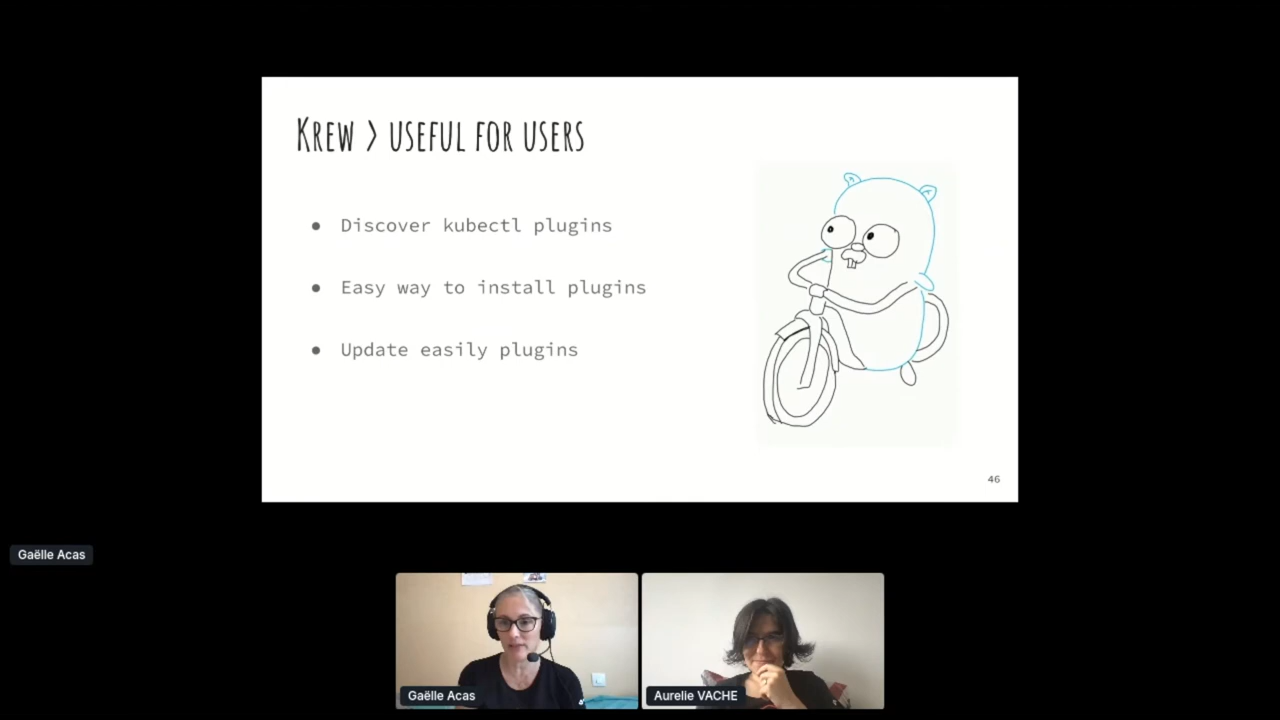 Krew > useful for users
● Discover kubectl plugins
● Easy way to install plugins
● Update easily plugins
46
Gaëlle Acas
Gaëlle Acas
Aurelie VACHE